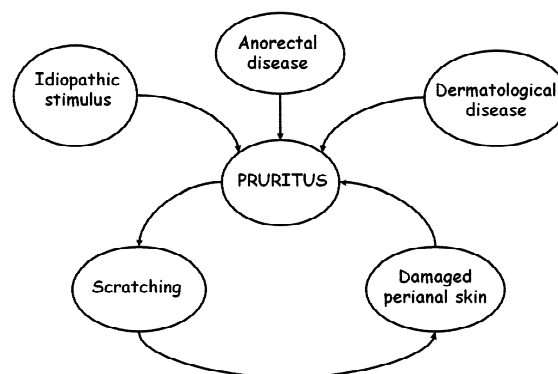 Anorectal
disease
Idiopathic
stimulus
Dermatological
disease
PRURITUS
Scratching
Damaged
perianal skin